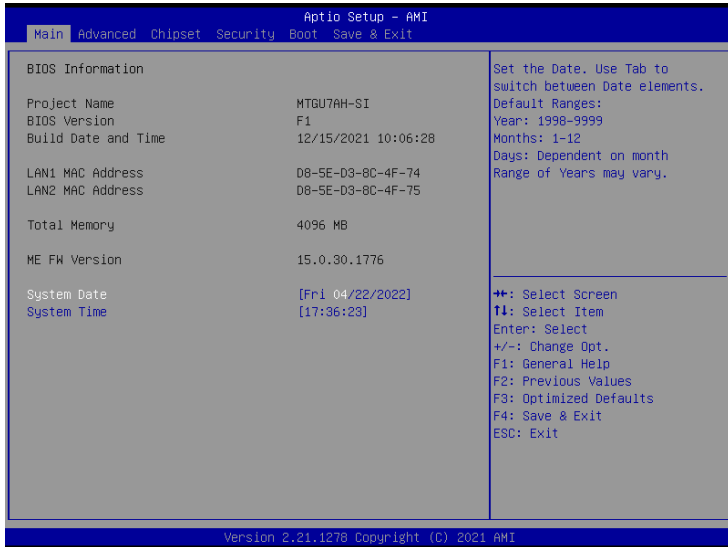 Aptio Setup – AMI
Main Advanced Chipset Security Boot Save & Exit
BIOS Information
Project Name MTGU7AH-SI
BIOS Version F1
Build Date and Time 12/15/2021 10:06:28
LAN1 MAC Address D8-5E-D3-8C-4F-74
LAN2 MAC Address D8-5E-D3-8C-4F-75
Total Memory 4096 MB
ME FW Version 15.0.30.1776
System Date [Fri 04/22/2022]
System Time [17:36:23]
Set the Date. Use Tab to
switch between Date elements.
Default Ranges:
Year: 1998-9999
Months: 1-12
Days: Dependent on month
Range of Years may vary.
→←: Select Screen
↑↓: Select Item
Enter: Select
+/-: Change Opt.
F1: General Help
F2: Previous Values
F3: Optimized Defaults
F4: Save & Exit
ESC: Exit
Version 2.21.1278 Copyright (C) 2021 AMI